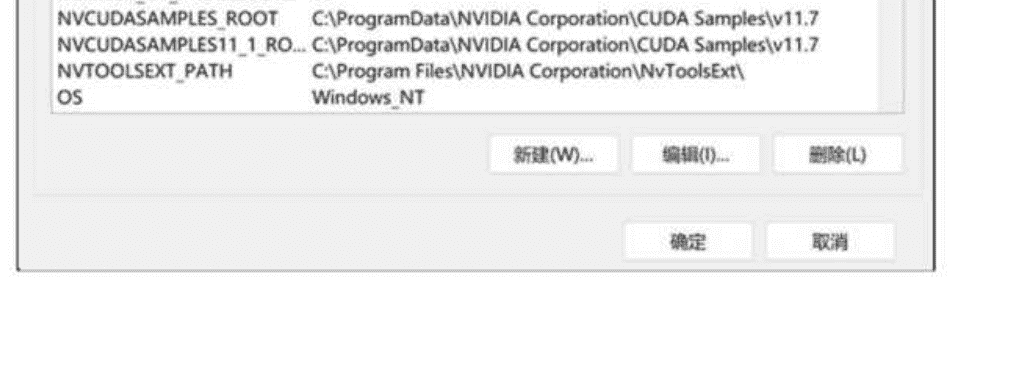 NVCUDASAMPLES_ROOT C:\ProgramData\NVIDIA Corporation\CUDA Samples\v11.7
NVCUDASAMPLES11_1_RO... C:\ProgramData\NVIDIA Corporation\CUDA Samples\v11.7
NVTOOLSEXT_PATH C:\Program Files\NVIDIA Corporation\NvToolsExt\
OS Windows_NT
新建(W)... 编辑(I)... 删除(L)
确定 取消